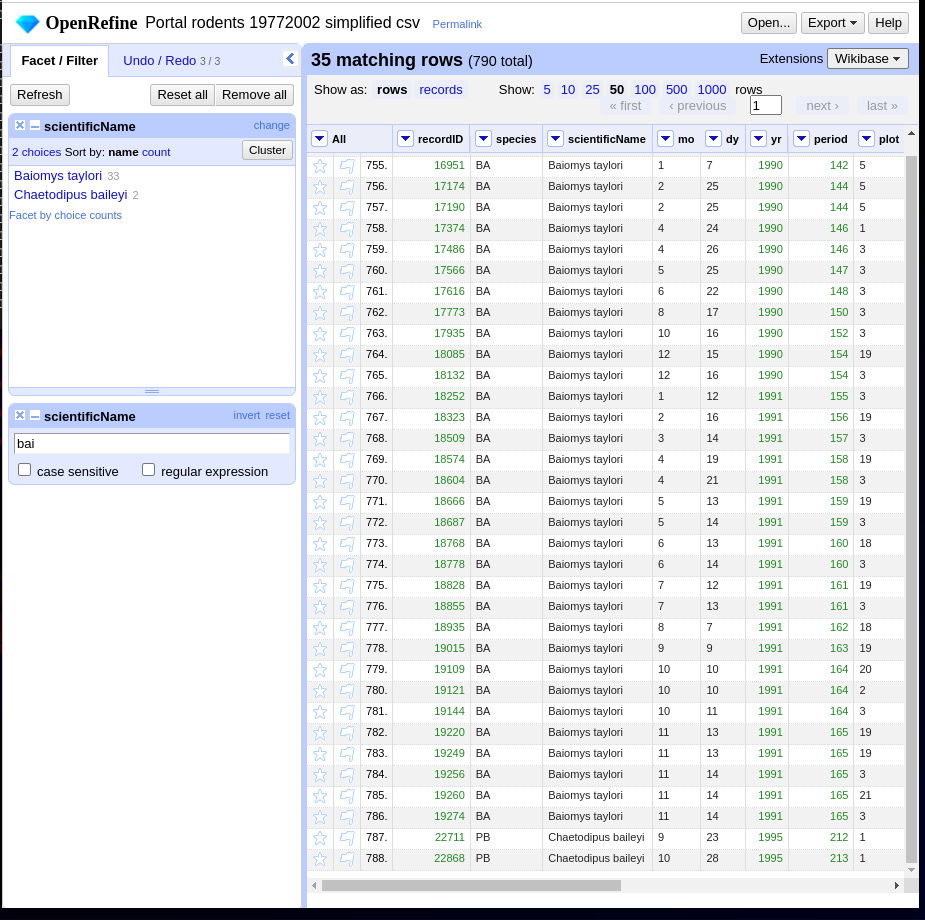 OpenRefine Portal rodents 19772002 simplified csv Permalink Open... Export Help
Facet / Filter Undo / Redo 3 / 3
Refresh Reset all Remove all
scientificName change
2 choices Sort by: name count Cluster
Baiomys taylori 33
Chaetodipus baileyi 2
Facet by choice counts
scientificName invert reset
bai
case sensitive regular expression
35 matching rows (790 total) Extensions Wikibase
Show as: rows records Show: 5 10 25 50 100 500 1000 rows
« first ‹ previous 1 next › last »
All recordID species scientificName mo dy yr period plot
755. 16951 BA Baiomys taylori 1 7 1990 142 5
756. 17174 BA Baiomys taylori 2 25 1990 144 5
757. 17190 BA Baiomys taylori 2 25 1990 144 5
758. 17374 BA Baiomys taylori 4 24 1990 146 1
759. 17486 BA Baiomys taylori 4 26 1990 146 3
760. 17566 BA Baiomys taylori 5 25 1990 147 3
761. 17616 BA Baiomys taylori 6 22 1990 148 3
762. 17773 BA Baiomys taylori 8 17 1990 150 3
763. 17935 BA Baiomys taylori 10 16 1990 152 3
764. 18085 BA Baiomys taylori 12 15 1990 154 19
765. 18132 BA Baiomys taylori 12 16 1990 154 3
766. 18252 BA Baiomys taylori 1 12 1991 155 3
767. 18323 BA Baiomys taylori 2 16 1991 156 19
768. 18509 BA Baiomys taylori 3 14 1991 157 3
769. 18574 BA Baiomys taylori 4 19 1991 158 19
770. 18604 BA Baiomys taylori 4 21 1991 158 3
771. 18666 BA Baiomys taylori 5 13 1991 159 19
772. 18687 BA Baiomys taylori 5 14 1991 159 3
773. 18768 BA Baiomys taylori 6 13 1991 160 18
774. 18778 BA Baiomys taylori 6 14 1991 160 3
775. 18828 BA Baiomys taylori 7 12 1991 161 19
776. 18855 BA Baiomys taylori 7 13 1991 161 3
777. 18935 BA Baiomys taylori 8 7 1991 162 18
778. 19015 BA Baiomys taylori 9 9 1991 163 19
779. 19109 BA Baiomys taylori 10 10 1991 164 20
780. 19121 BA Baiomys taylori 10 10 1991 164 2
781. 19144 BA Baiomys taylori 10 11 1991 164 3
782. 19220 BA Baiomys taylori 11 13 1991 165 19
783. 19249 BA Baiomys taylori 11 13 1991 165 19
784. 19256 BA Baiomys taylori 11 14 1991 165 3
785. 19260 BA Baiomys taylori 11 14 1991 165 21
786. 19274 BA Baiomys taylori 11 14 1991 165 3
787. 22711 PB Chaetodipus baileyi 9 23 1995 212 1
788. 22868 PB Chaetodipus baileyi 10 28 1995 213 1